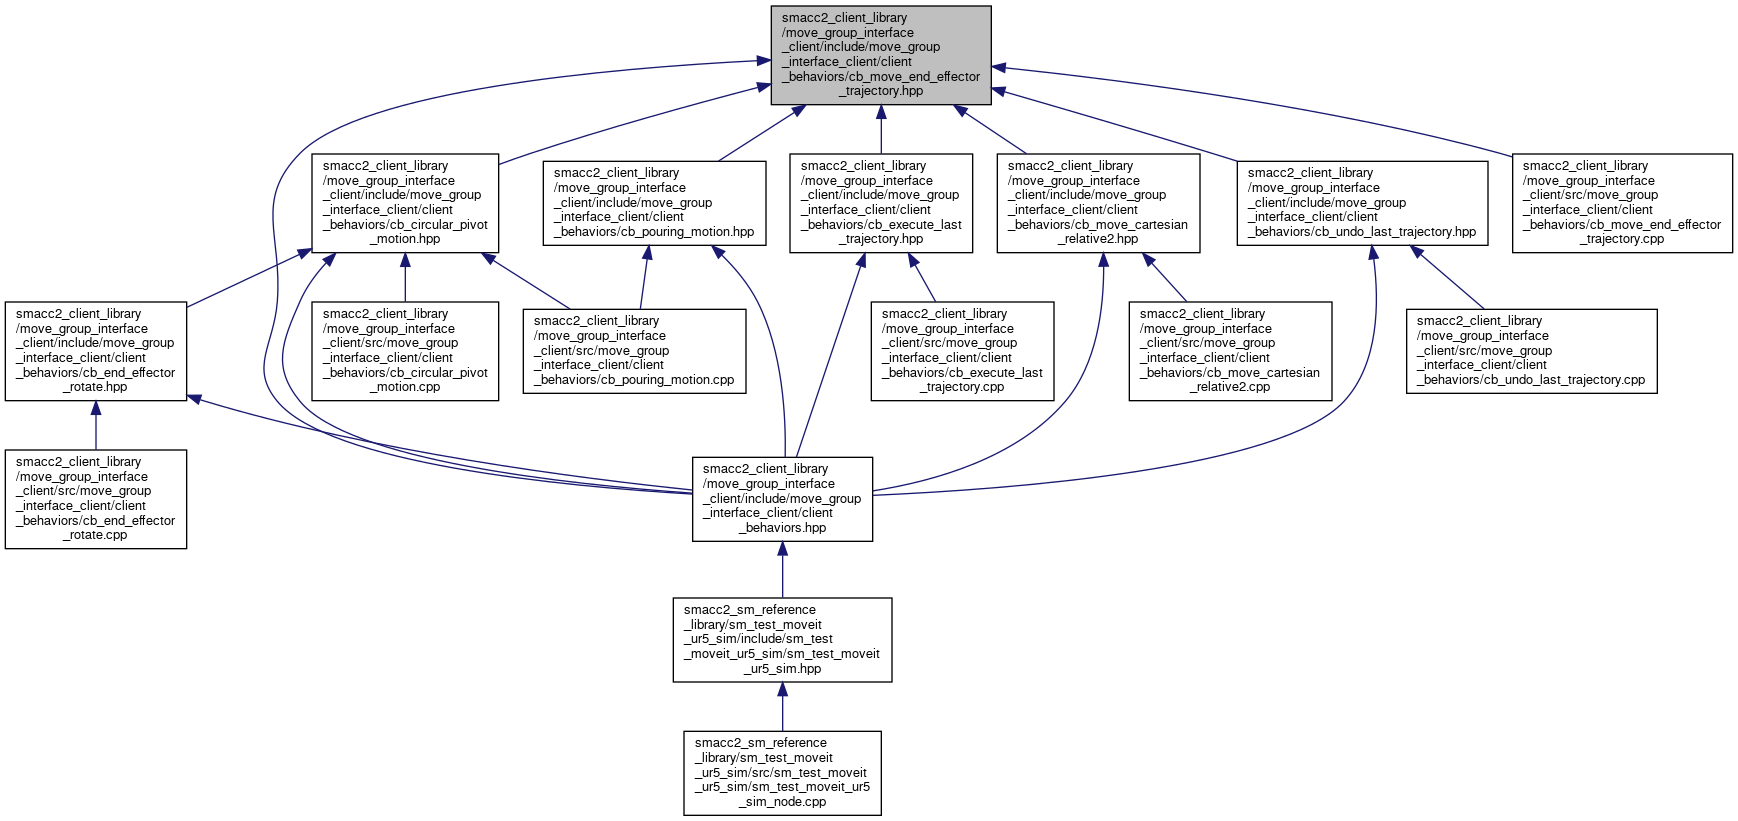 smacc2_client_library
/move_group_interface
_client/include/move_group
_interface_client/client
_behaviors/cb_move_end_effector
_trajectory.hpp
smacc2_client_library
/move_group_interface
_client/include/move_group
_interface_client/client
_behaviors/cb_circular_pivot
_motion.hpp
smacc2_client_library
/move_group_interface
_client/include/move_group
_interface_client/client
_behaviors/cb_pouring_motion.hpp
smacc2_client_library
/move_group_interface
_client/include/move_group
_interface_client/client
_behaviors/cb_execute_last
_trajectory.hpp
smacc2_client_library
/move_group_interface
_client/include/move_group
_interface_client/client
_behaviors/cb_move_cartesian
_relative2.hpp
smacc2_client_library
/move_group_interface
_client/include/move_group
_interface_client/client
_behaviors/cb_undo_last_trajectory.hpp
smacc2_client_library
/move_group_interface
_client/src/move_group
_interface_client/client
_behaviors/cb_move_end_effector
_trajectory.cpp
smacc2_client_library
/move_group_interface
_client/include/move_group
_interface_client/client
_behaviors/cb_end_effector
_rotate.hpp
smacc2_client_library
/move_group_interface
_client/src/move_group
_interface_client/client
_behaviors/cb_circular_pivot
_motion.cpp
smacc2_client_library
/move_group_interface
_client/src/move_group
_interface_client/client
_behaviors/cb_pouring_motion.cpp
smacc2_client_library
/move_group_interface
_client/src/move_group
_interface_client/client
_behaviors/cb_execute_last
_trajectory.cpp
smacc2_client_library
/move_group_interface
_client/src/move_group
_interface_client/client
_behaviors/cb_move_cartesian
_relative2.cpp
smacc2_client_library
/move_group_interface
_client/src/move_group
_interface_client/client
_behaviors/cb_undo_last_trajectory.cpp
smacc2_client_library
/move_group_interface
_client/src/move_group
_interface_client/client
_behaviors/cb_end_effector
_rotate.cpp
smacc2_client_library
/move_group_interface
_client/include/move_group
_interface_client/client
_behaviors.hpp
smacc2_sm_reference
_library/sm_test_moveit
_ur5_sim/include/sm_test
_moveit_ur5_sim/sm_test_moveit
_ur5_sim.hpp
smacc2_sm_reference
_library/sm_test_moveit
_ur5_sim/src/sm_test_moveit
_ur5_sim/sm_test_moveit_ur5
_sim_node.cpp